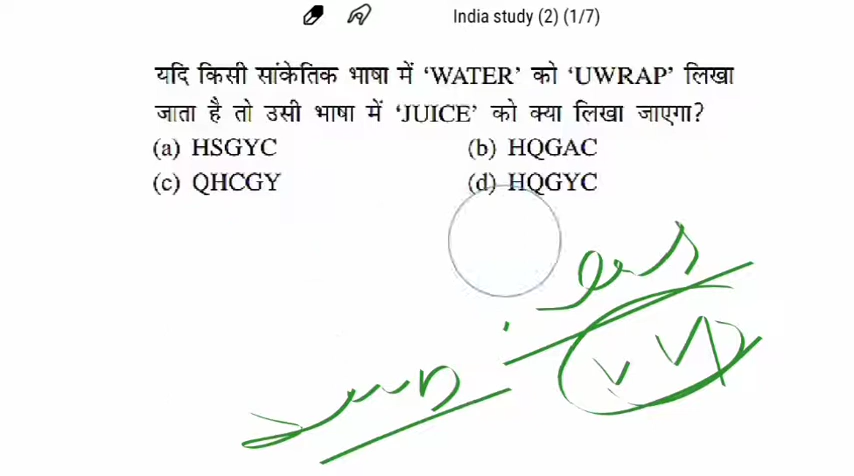 India study (2) (1/7)
यदि किसी सांकेतिक भाषा में ‘WATER’ को ‘UWRAP’ लिखा
जाता है तो उसी भाषा में ‘JUICE’ को क्या लिखा जाएगा?
(a) HSGYC (b) HQGAC
(c) QHCGY (d) HQGYC